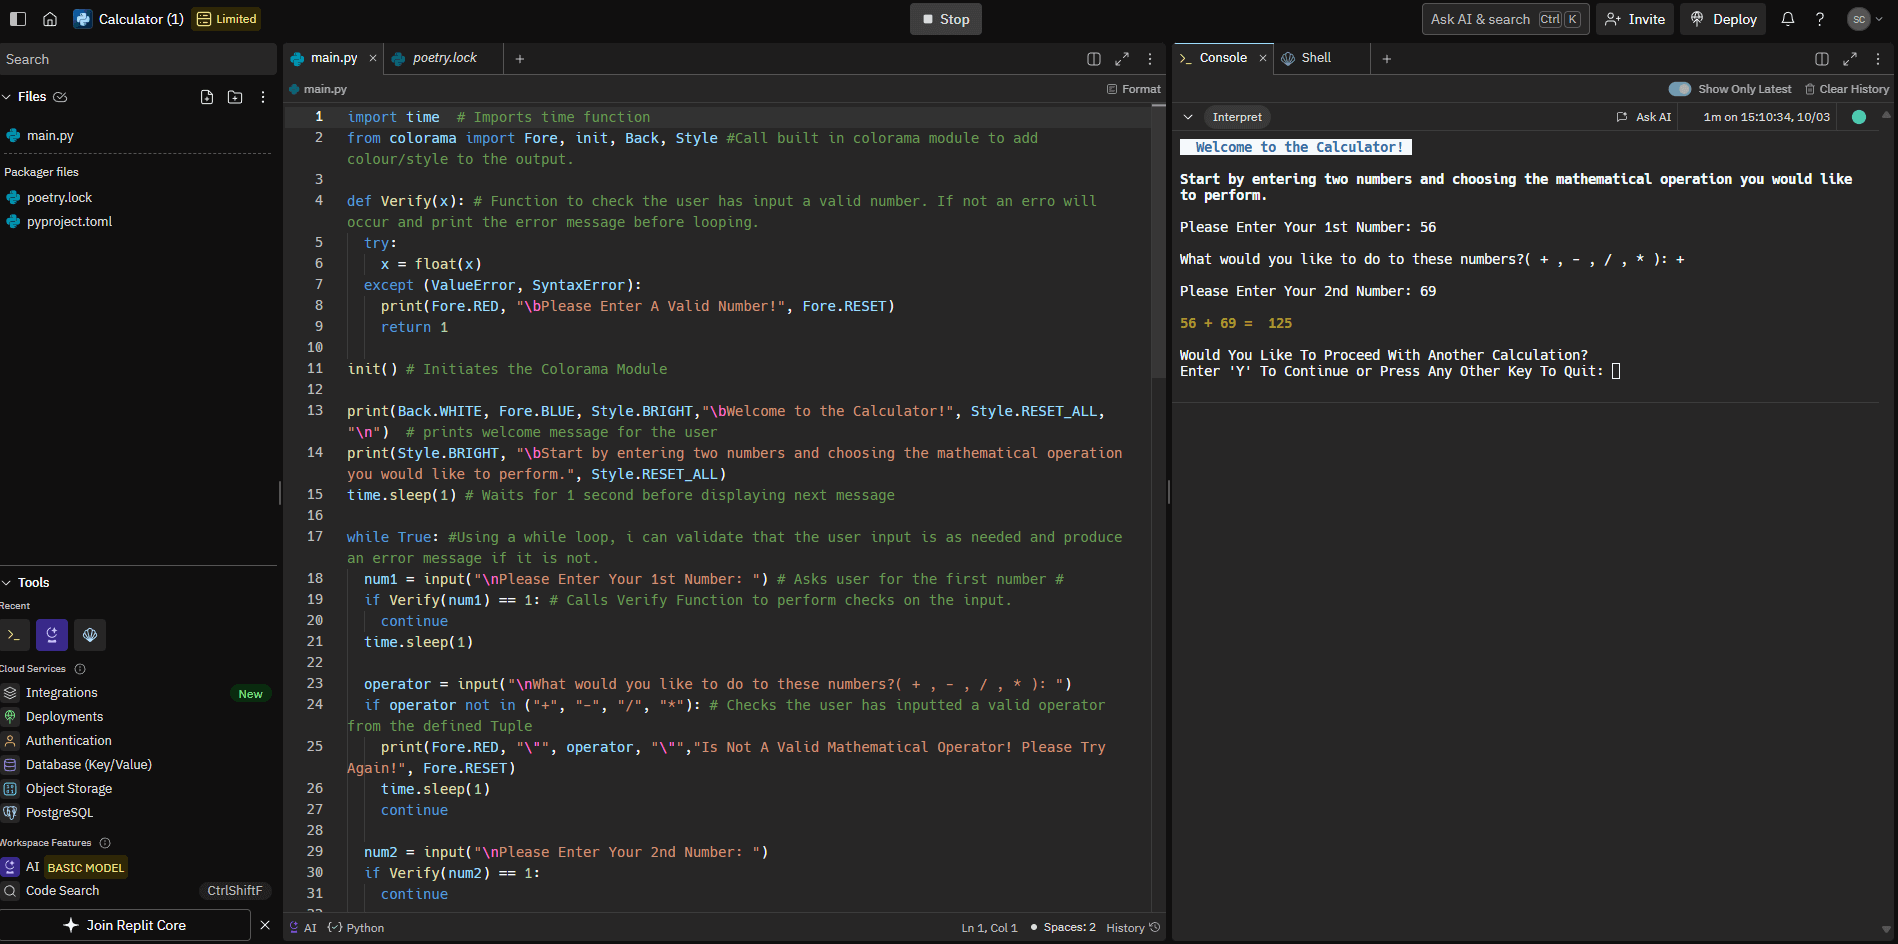 Calculator (1) Limited
Stop
Ask AI & search Ctrl K
Invite
Deploy
SC
Search
Files
main.py
Packager files
poetry.lock
pyproject.toml
Tools
Recent
Cloud Services
Integrations New
Deployments
Authentication
Database (Key/Value)
Object Storage
PostgreSQL
Workspace Features
AI BASIC MODEL
Code Search CtrlShiftF
Join Replit Core
main.py
poetry.lock
main.py
Format
1 import time  # Imports time function
2 from colorama import Fore, init, Back, Style #Call built in colorama module to add
colour/style to the output.
3
4 def Verify(x): # Function to check the user has input a valid number. If not an erro will
occur and print the error message before looping.
5 try:
6 x = float(x)
7 except (ValueError, SyntaxError):
8 print(Fore.RED, "\bPlease Enter A Valid Number!", Fore.RESET)
9 return 1
10
11 init() # Initiates the Colorama Module
12
13 print(Back.WHITE, Fore.BLUE, Style.BRIGHT,"\bWelcome to the Calculator!", Style.RESET_ALL,
"\n")  # prints welcome message for the user
14 print(Style.BRIGHT, "\bStart by entering two numbers and choosing the mathematical operation
you would like to perform.", Style.RESET_ALL)
15 time.sleep(1) # Waits for 1 second before displaying next message
16
17 while True: #Using a while loop, i can validate that the user input is as needed and produce
an error message if it is not.
18 num1 = input("\nPlease Enter Your 1st Number: ") # Asks user for the first number #
19 if Verify(num1) == 1: # Calls Verify Function to perform checks on the input.
20 continue
21 time.sleep(1)
22
23 operator = input("\nWhat would you like to do to these numbers?( + , - , / , * ): ")
24 if operator not in ("+", "-", "/", "*"): # Checks the user has inputted a valid operator
from the defined Tuple
25 print(Fore.RED, "\"", operator, "\"","Is Not A Valid Mathematical Operator! Please Try
Again!", Fore.RESET)
26 time.sleep(1)
27 continue
28
29 num2 = input("\nPlease Enter Your 2nd Number: ")
30 if Verify(num2) == 1:
31 continue
AI Python
Ln 1, Col 1 Spaces: 2 History
Console
Shell
Show Only Latest Clear History
Interpret Ask AI 1m on 15:10:34, 10/03
Welcome to the Calculator!
Start by entering two numbers and choosing the mathematical operation you would like
to perform.
Please Enter Your 1st Number: 56
What would you like to do to these numbers?( + , - , / , * ): +
Please Enter Your 2nd Number: 69
56 + 69 =  125
Would You Like To Proceed With Another Calculation?
Enter 'Y' To Continue or Press Any Other Key To Quit: